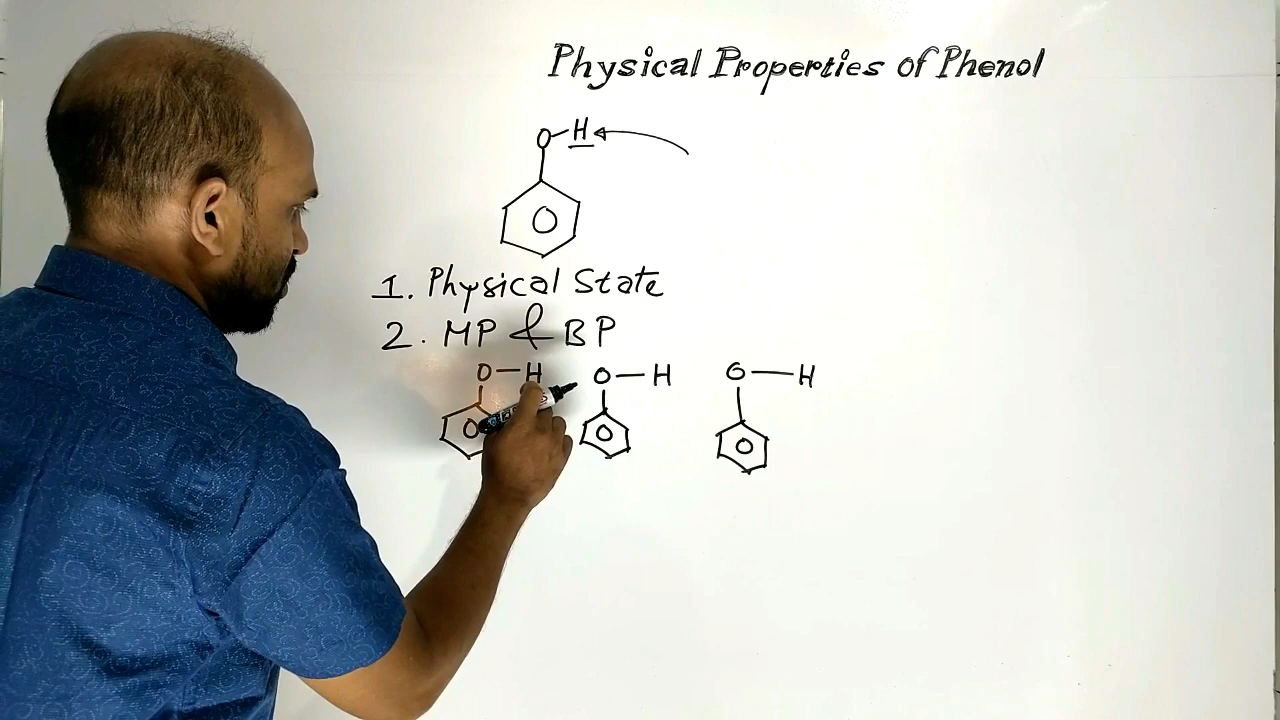 Physical Properties of Phenol
O-H
1. Physical State
2. MP & BP
O-H O-H O-H